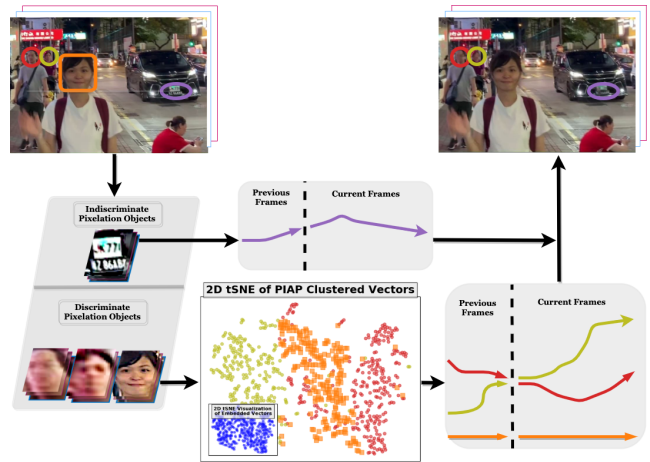 Indiscriminate
Pixelation Objects
Discriminate
Pixelation Objects
Previous
Frames
Current Frames
2D tSNE of PIAP Clustered Vectors
2D tSNE Visualization
of Embedded Vectors
Previous
Frames
Current Frames